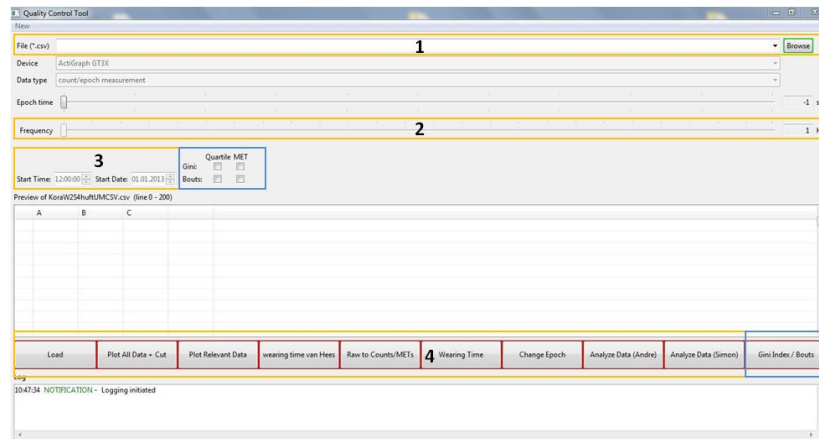 Quality Control Tool
New
File (*.csv) 1 Browse
Device ActiGraph GT3X
Data type count/epoch measurement
Epoch time -1 s
Frequency 2 1
3
Quartile MET
Gini:
Start Time: 12:00:00 Start Date: 01.01.2013 Bouts:
Preview of KoraW2S4huftUMCSV.csv (line 0 - 200)
A B C
Load Plot All Data + Cut Plot Relevant Data wearing time van Hees Raw to Counts/METs 4 Wearing Time Change Epoch Analyze Data (Andre) Analyze Data (Simon) Gini Index / Bouts
Log
10:47:34 NOTIFICATION - Logging initiated